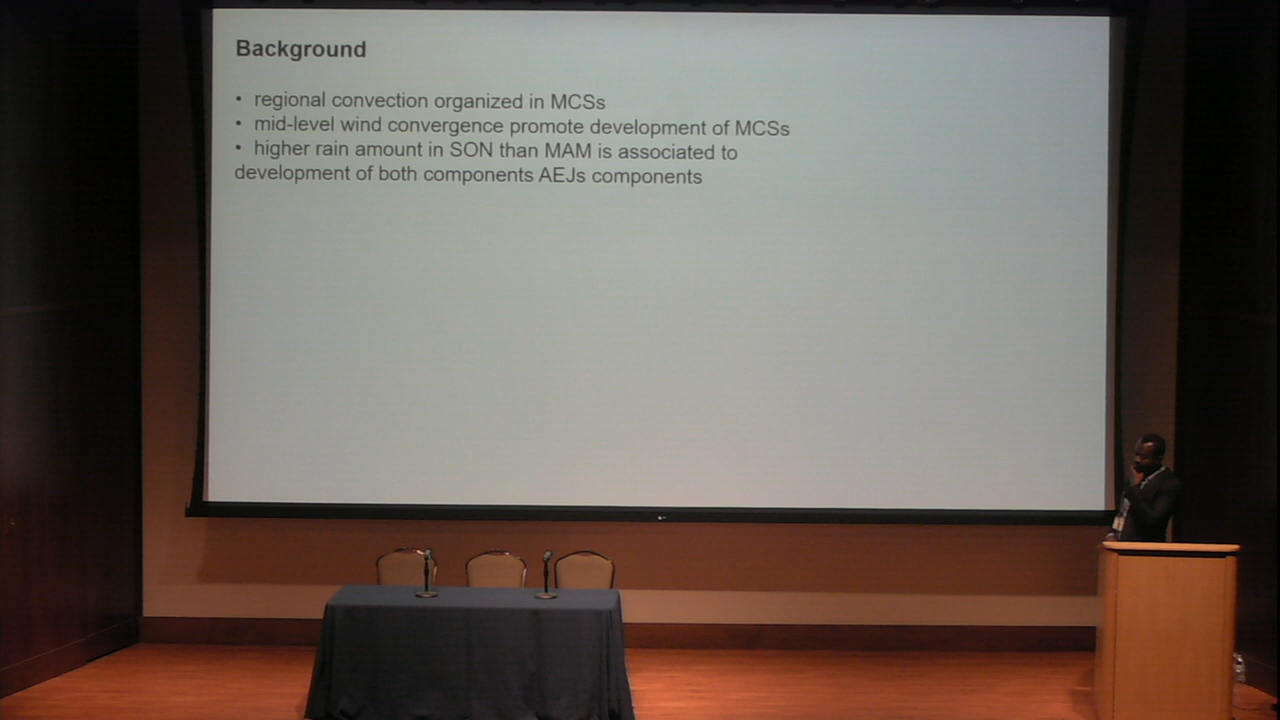 Background
• regional convection organized in MCSs
• mid-level wind convergence promote development of MCSs
• higher rain amount in SON than MAM is associated to
development of both components AEJs components